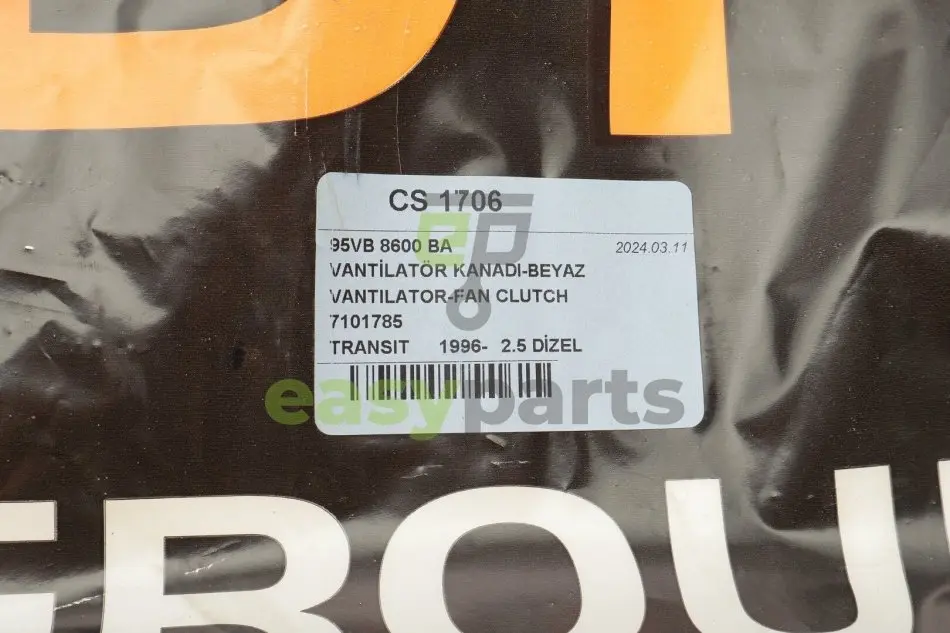 CS 1706
95VB 8600 BA 2024.03.11
VANTİLATÖR KANADI-BEYAZ
VANTILATOR-FAN CLUTCH
7101785
TRANSIT 1996- 2.5 DİZEL
easyparts